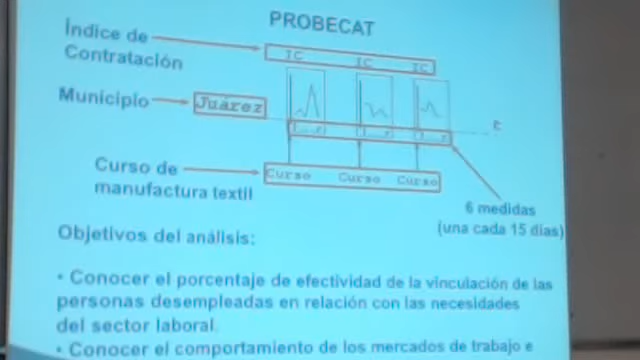 PROBECAT
Índice de
Contratación
IC IC IC
Municipio
Juárez
t
Curso de
manufactura textil
Curso Curso Curso
6 medidas
(una cada 15 días)
Objetivos del análisis:
• Conocer el porcentaje de efectividad de la vinculación de las
personas desempleadas en relación con las necesidades
del sector laboral.
• Conocer el comportamiento de los mercados de trabajo e